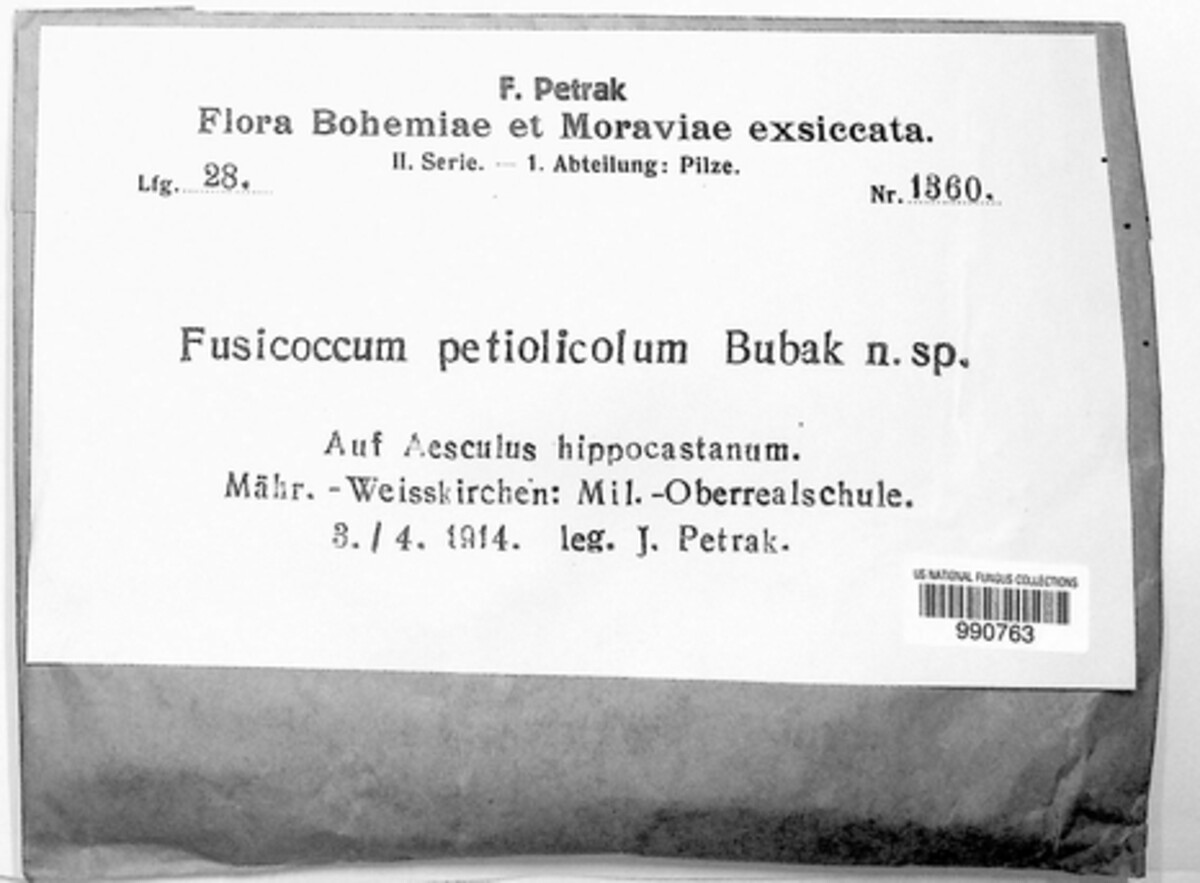 F. Petrak
Flora Bohemiae et Moraviae exsiccata.
II. Serie. — 1. Abteilung: Pilze.
Lfg. 28.
Nr. 1360.
Fusicoccum petiolicolum Bubak n. sp.
Auf Aesculus hippocastanum.
Mähr. -Weisskirchen: Mil. -Oberrealschule.
3. / 4. 1914. leg. J. Petrak.
US NATIONAL FUNGUS COLLECTIONS
990763